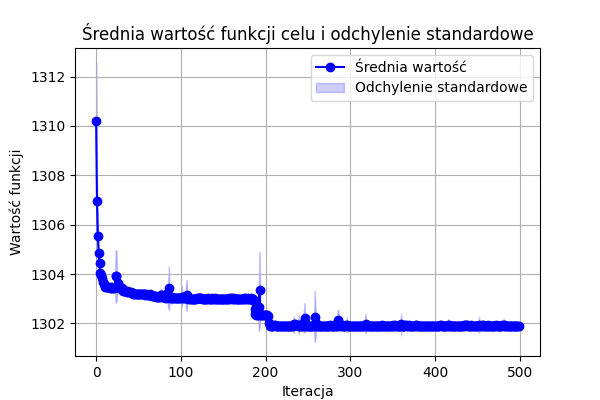 Średnia wartość funkcji celu i odchylenie standardowe
Średnia wartość
Odchylenie standardowe
Wartość funkcji
1312
1310
1308
1306
1304
1302
0 100 200 300 400 500
Iteracja